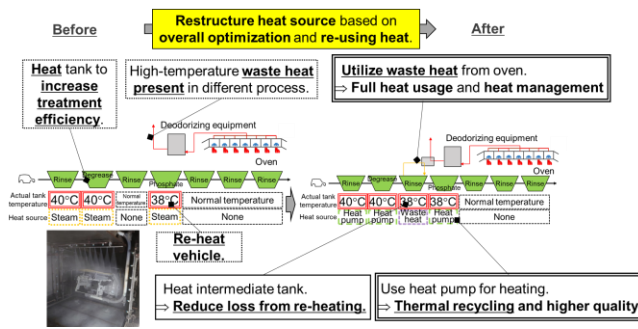 Before
Restructure heat source based on
overall optimization and re-using heat.
After
Heat tank to
increase
treatment
efficiency.
High-temperature waste heat
present in different process.
Utilize waste heat from oven.
⇒ Full heat usage and heat management
Deodorizing equipment
Oven
Rinse
Degrease
Rinse
Phosphate
Rinse
Rinse
Rinse
Actual tank
temperature
40°C
40°C
Normal
temperature
38°C
Normal temperature
Heat source
Steam
Steam
None
Steam
None
Re-heat
vehicle.
Deodorizing equipment
Oven
Rinse
Degrease
Rinse
Phosphate
Rinse
Rinse
Rinse
Actual tank
temperature
40°C
40°C
38°C
38°C
Normal temperature
Heat source
Heat
pump
Heat
pump
Waste
heat
Heat
pump
None
Heat intermediate tank.
⇒ Reduce loss from re-heating.
Use heat pump for heating.
⇒ Thermal recycling and higher quality